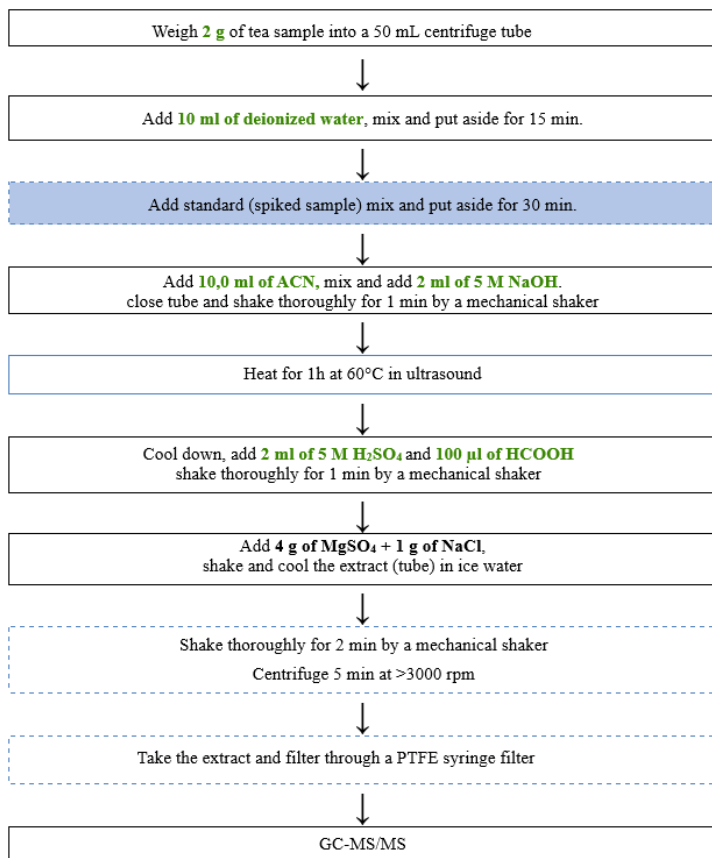 Weigh 2 g of tea sample into a 50 mL centrifuge tube
Add 10 ml of deionized water, mix and put aside for 15 min.
Add standard (spiked sample) mix and put aside for 30 min.
Add 10,0 ml of ACN, mix and add 2 ml of 5 M NaOH.
close tube and shake thoroughly for 1 min by a mechanical shaker
Heat for 1h at 60°C in ultrasound
Cool down, add 2 ml of 5 M H₂SO₄ and 100 µl of HCOOH
shake thoroughly for 1 min by a mechanical shaker
Add 4 g of MgSO₄ + 1 g of NaCl,
shake and cool the extract (tube) in ice water
Shake thoroughly for 2 min by a mechanical shaker
Centrifuge 5 min at >3000 rpm
Take the extract and filter through a PTFE syringe filter
GC-MS/MS